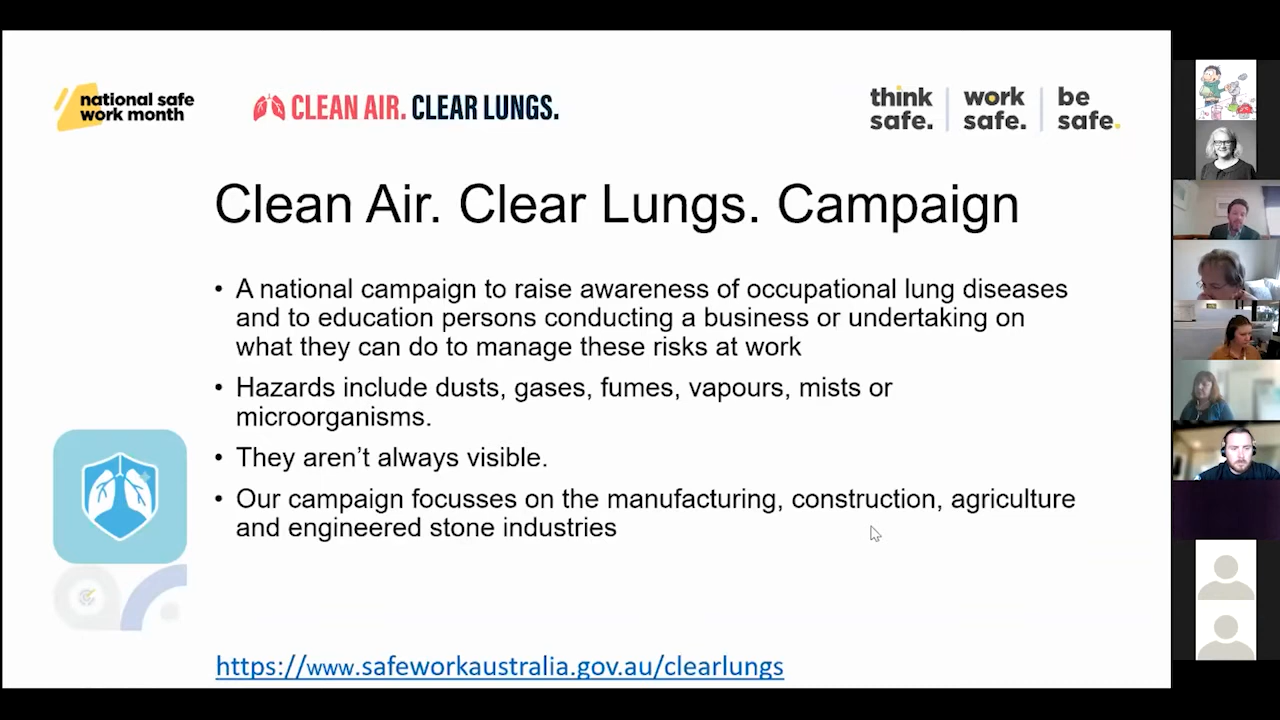 national safe
work month
CLEAN AIR. CLEAR LUNGS.
think
safe.
work
safe.
be
safe.
Clean Air. Clear Lungs. Campaign
• A national campaign to raise awareness of occupational lung diseases
and to education persons conducting a business or undertaking on
what they can do to manage these risks at work
• Hazards include dusts, gases, fumes, vapours, mists or
microorganisms.
• They aren’t always visible.
• Our campaign focusses on the manufacturing, construction, agriculture
and engineered stone industries
https://www.safeworkaustralia.gov.au/clearlungs